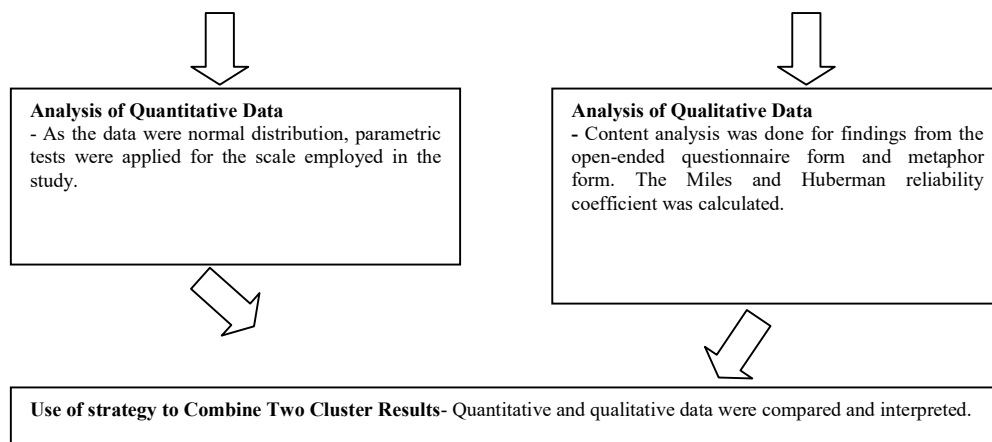 Analysis of Quantitative Data
- As the data were normal distribution, parametric
tests were applied for the scale employed in the
study.
Analysis of Qualitative Data
- Content analysis was done for findings from the
open-ended questionnaire form and metaphor
form. The Miles and Huberman reliability
coefficient was calculated.
Use of strategy to Combine Two Cluster Results- Quantitative and qualitative data were compared and interpreted.